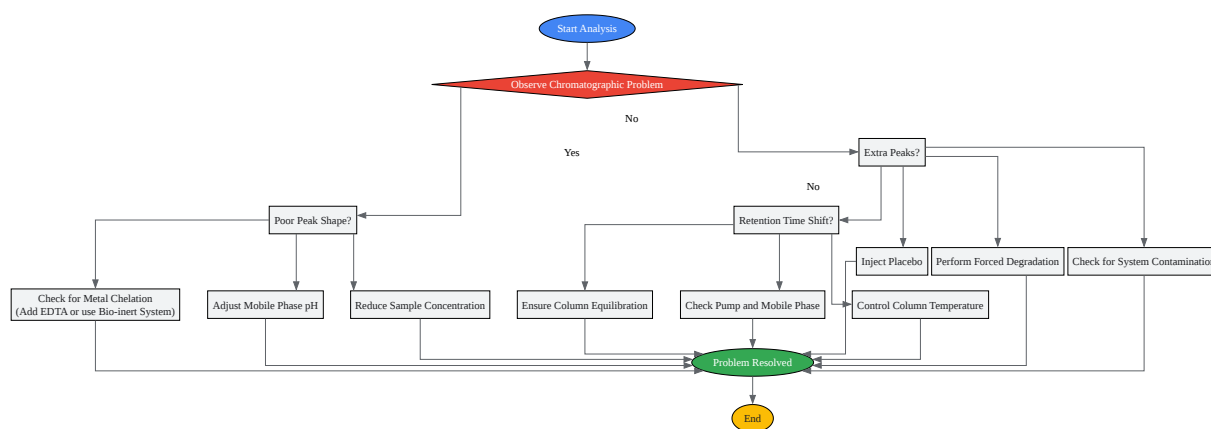 Start Analysis
Observe Chromatographic Problem
No
Yes
Extra Peaks?
No
Poor Peak Shape?
Retention Time Shift?
Inject Placebo
Perform Forced Degradation
Check for System Contamination
Check for Metal Chelation
(Add EDTA or use Bio-inert System)
Adjust Mobile Phase pH
Reduce Sample Concentration
Ensure Column Equilibration
Check Pump and Mobile Phase
Control Column Temperature
Problem Resolved
End